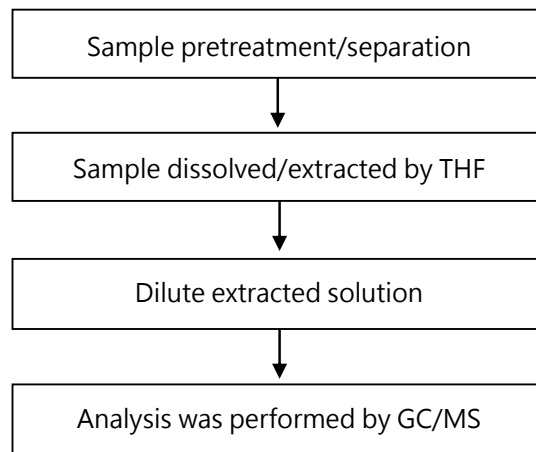 Sample pretreatment/separation
Sample dissolved/extracted by THF
Dilute extracted solution
Analysis was performed by GC/MS